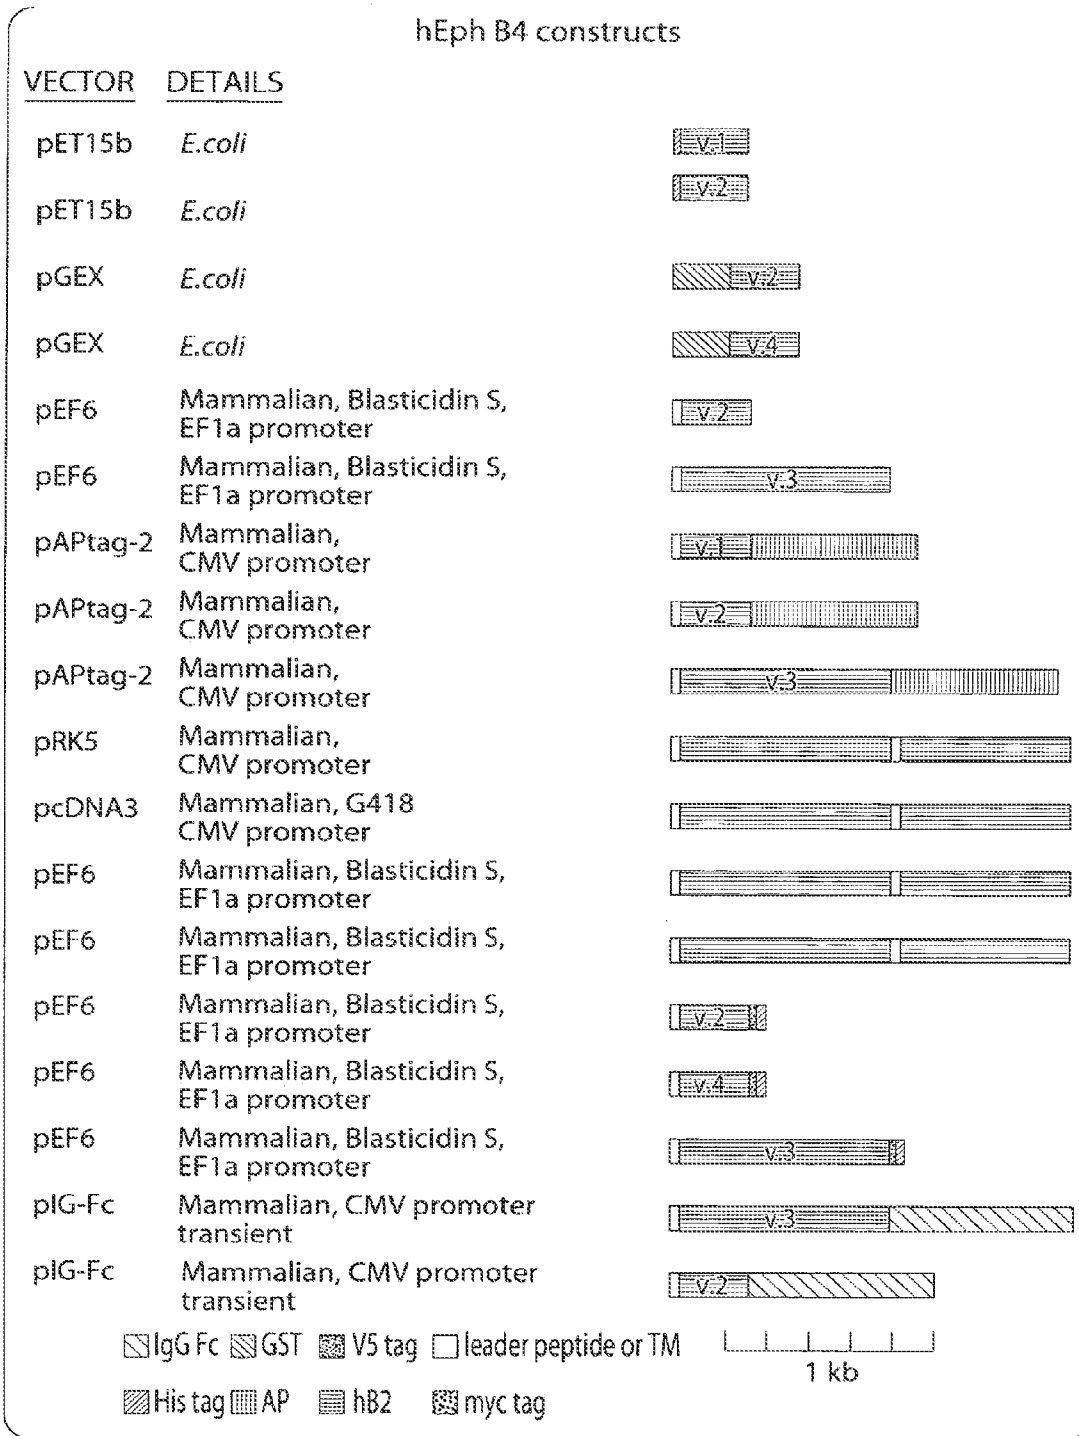 hEph B4 constructs
VECTOR DETAILS
pET15b E.coli v.1
pET15b E.coli v.2
pGEX E.coli v.2
pGEX E.coli v.4
pEF6 Mammalian, Blasticidin S, EF1a promoter v.2
pEF6 Mammalian, Blasticidin S, EF1a promoter v.3
pAPtag-2 Mammalian, CMV promoter v.1
pAPtag-2 Mammalian, CMV promoter v.2
pAPtag-2 Mammalian, CMV promoter v.3
pRK5 Mammalian, CMV promoter
pcDNA3 Mammalian, G418 CMV promoter
pEF6 Mammalian, Blasticidin S, EF1a promoter
pEF6 Mammalian, Blasticidin S, EF1a promoter
pEF6 Mammalian, Blasticidin S, EF1a promoter v.2
pEF6 Mammalian, Blasticidin S, EF1a promoter v.4
pEF6 Mammalian, Blasticidin S, EF1a promoter v.3
pIG-Fc Mammalian, CMV promoter transient v.3
pIG-Fc Mammalian, CMV promoter transient v.2
IgG Fc GST V5 tag leader peptide or TM
1 kb
His tag AP hB2 myc tag